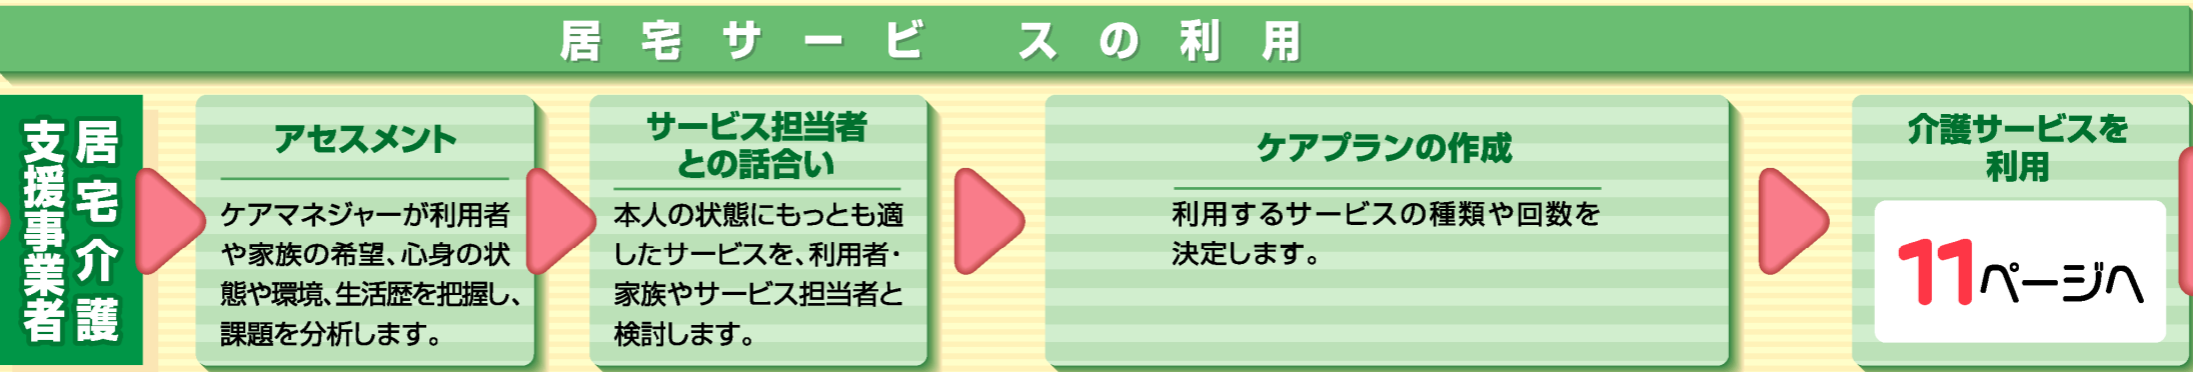 居宅サービスの利用
居宅介護
支援事業者
アセスメント
ケアマネジャーが利用者
や家族の希望、心身の状
態や環境、生活歴を把握し、
課題を分析します。
サービス担当者
との話合い
本人の状態にもっとも適
したサービスを、利用者・
家族やサービス担当者と
検討します。
ケアプランの作成
利用するサービスの種類や回数を
決定します。
介護サービスを
利用
11ページへ